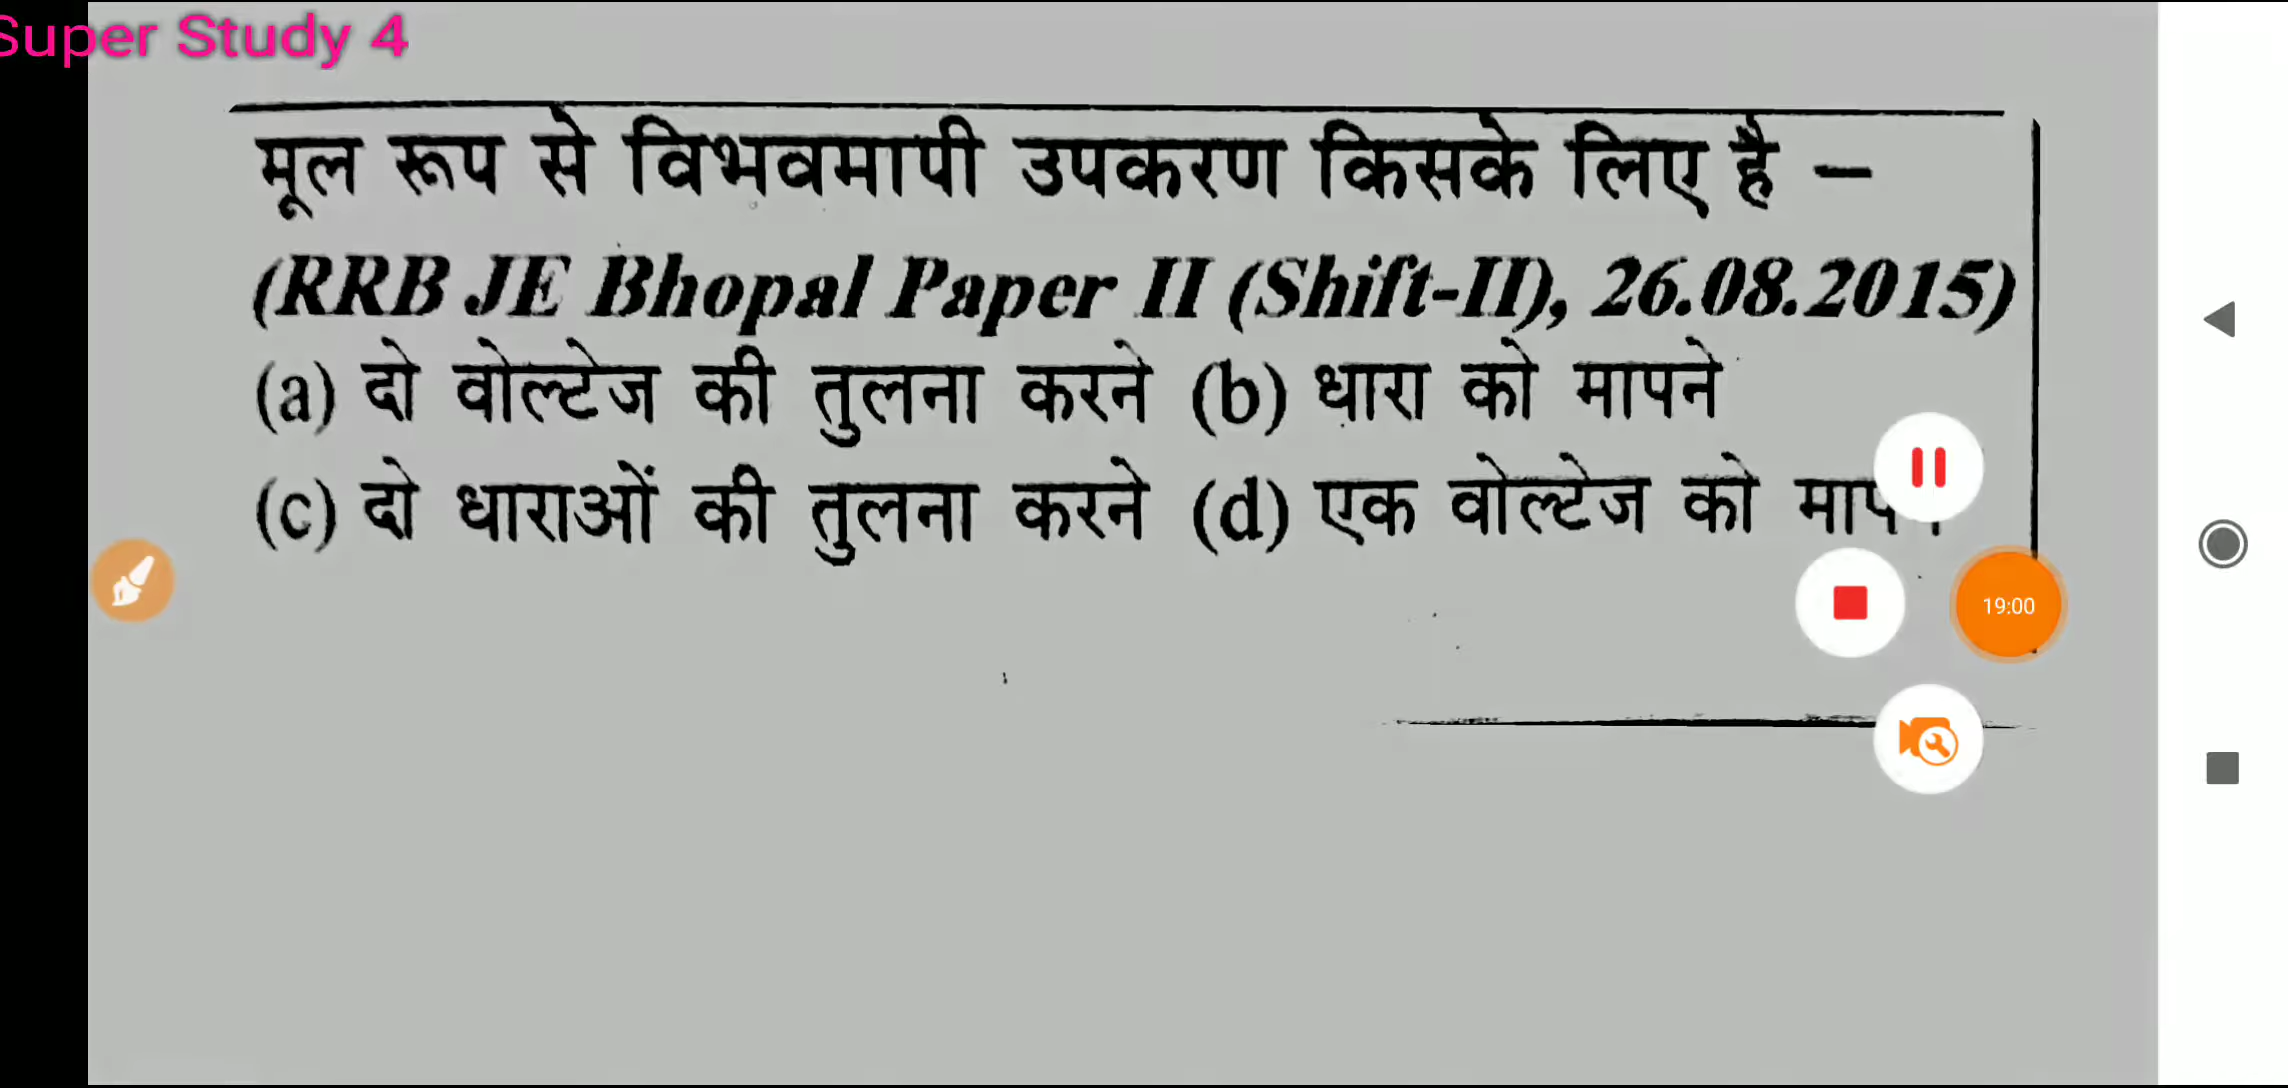 Super Study 4
मूल रूप से विभवमापी उपकरण किसके लिए है –
(RRB JE Bhopal Paper II (Shift-II), 26.08.2015)
(a) दो वोल्टेज की तुलना करने (b) धारा को मापने
(c) दो धाराओं की तुलना करने (d) एक वोल्टेज को
19:00